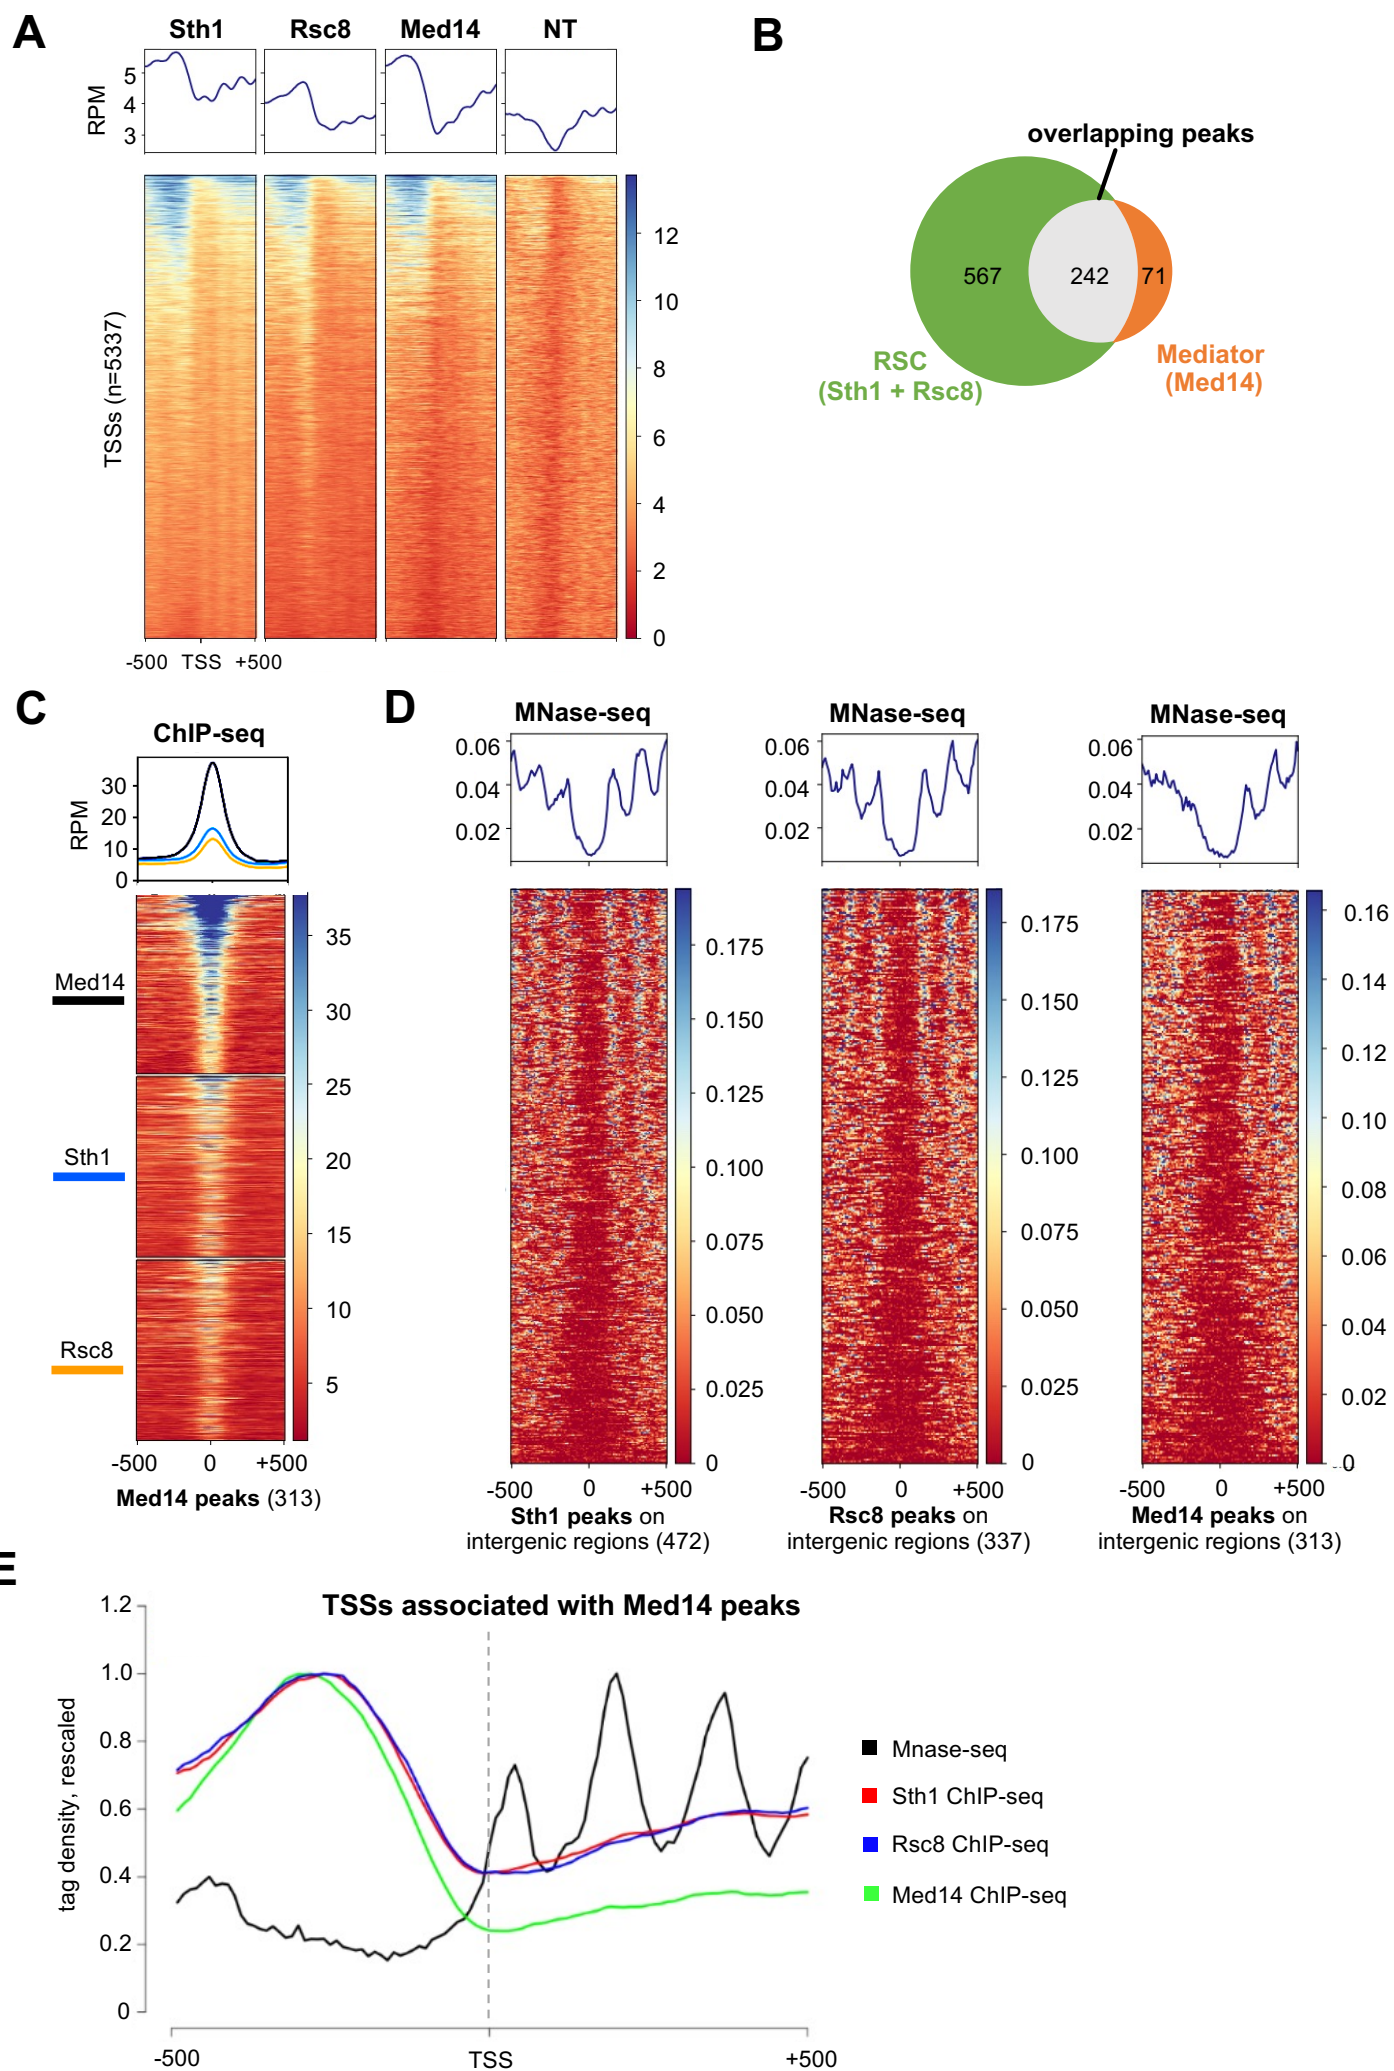 A
Sth1
Rsc8
Med14
NT
RPM
5
4
3
TSSs (n=5337)
12
10
8
6
4
2
0
-500 TSS +500
B
overlapping peaks
567
242
71
RSC
(Sth1 + Rsc8)
Mediator
(Med14)
C
ChIP-seq
RPM
30
20
10
0
Med14
Sth1
Rsc8
35
30
25
20
15
10
5
-500 0 +500
Med14 peaks (313)
D
MNase-seq
0.06
0.04
0.02
0.175
0.150
0.125
0.100
0.075
0.050
0.025
0
-500 0 +500
Sth1 peaks on
intergenic regions (472)
MNase-seq
0.06
0.04
0.02
0.175
0.150
0.125
0.100
0.075
0.050
0.025
0
-500 0 +500
Rsc8 peaks on
intergenic regions (337)
MNase-seq
0.06
0.04
0.02
0.16
0.14
0.12
0.10
0.08
0.06
0.04
0.02
0
-500 0 +500
Med14 peaks on
intergenic regions (313)
E
TSSs associated with Med14 peaks
tag density, rescaled
1.2
1.0
0.8
0.6
0.4
0.2
0
-500 TSS +500
Mnase-seq
Sth1 ChIP-seq
Rsc8 ChIP-seq
Med14 ChIP-seq